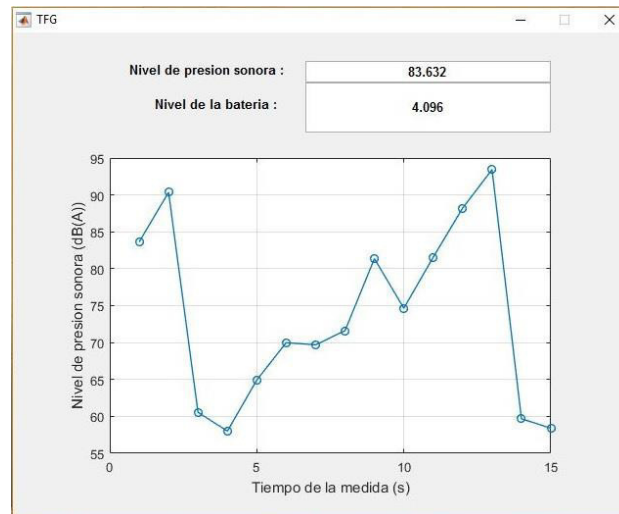 TFG
Nivel de presion sonora : 83.632
Nivel de la bateria : 4.096
Nivel de presion sonora (dB(A))
95
90
85
80
75
70
65
60
55
0 5 10 15
Tiempo de la medida (s)